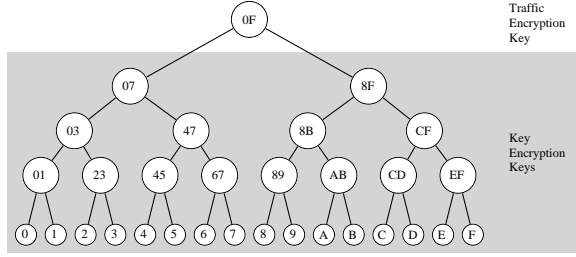 0F
Traffic
Encryption
Key
07 8F
03 47 8B CF
Key
Encryption
Keys
01 23 45 67 89 AB CD EF
0 1 2 3 4 5 6 7 8 9 A B C D E F